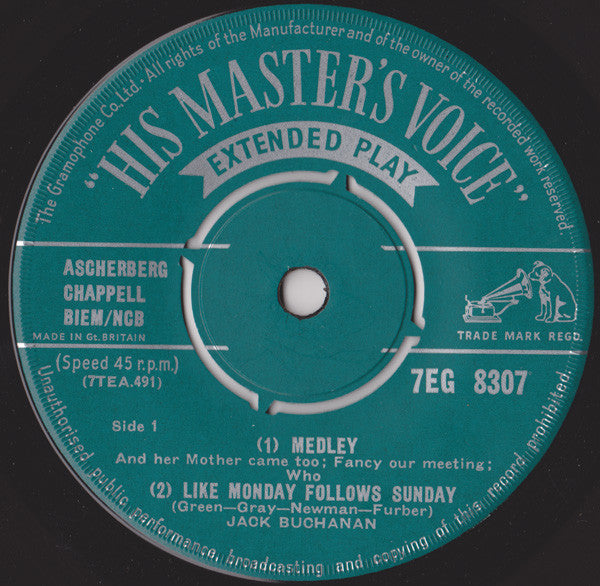 The Gramophone Co., Ltd. All rights of the Manufacturer and of the owner of the recorded work reserved.
"HIS MASTER'S VOICE"
EXTENDED PLAY
ASCHERBERG
CHAPPELL
BIEM/NCB
MADE IN Gt. BRITAIN
TRADE MARK REGD.
(Speed 45 r.p.m.)
(7TEA.491)
7EG 8307
Side 1
(1) MEDLEY
And her Mother came too; Fancy our meeting;
Who
(2) LIKE MONDAY FOLLOWS SUNDAY
(Green—Gray—Newman—Furber)
JACK BUCHANAN
Unauthorised public performance, broadcasting and copying of this record prohibited.